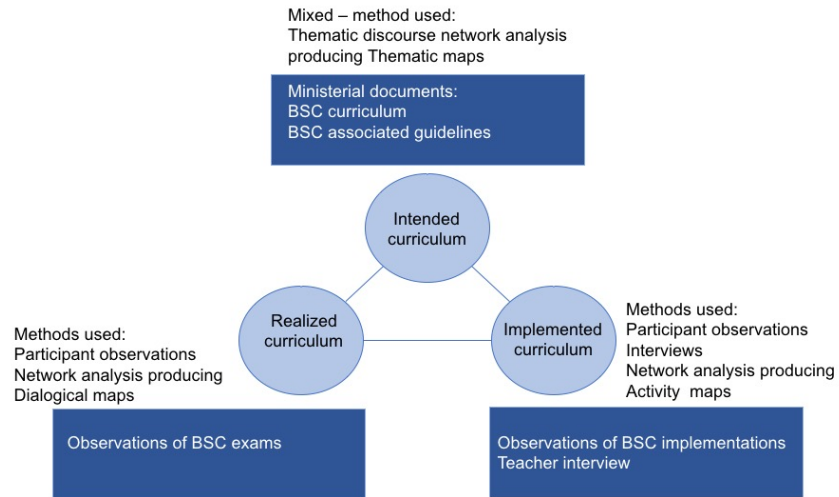 Mixed – method used:
Thematic discourse network analysis
producing Thematic maps
Ministerial documents:
BSC curriculum
BSC associated guidelines
Intended
curriculum
Realized
curriculum
Implemented
curriculum
Methods used:
Participant observations
Network analysis producing
Dialogical maps
Methods used:
Participant observations
Interviews
Network analysis producing
Activity maps
Observations of BSC exams
Observations of BSC implementations
Teacher interview